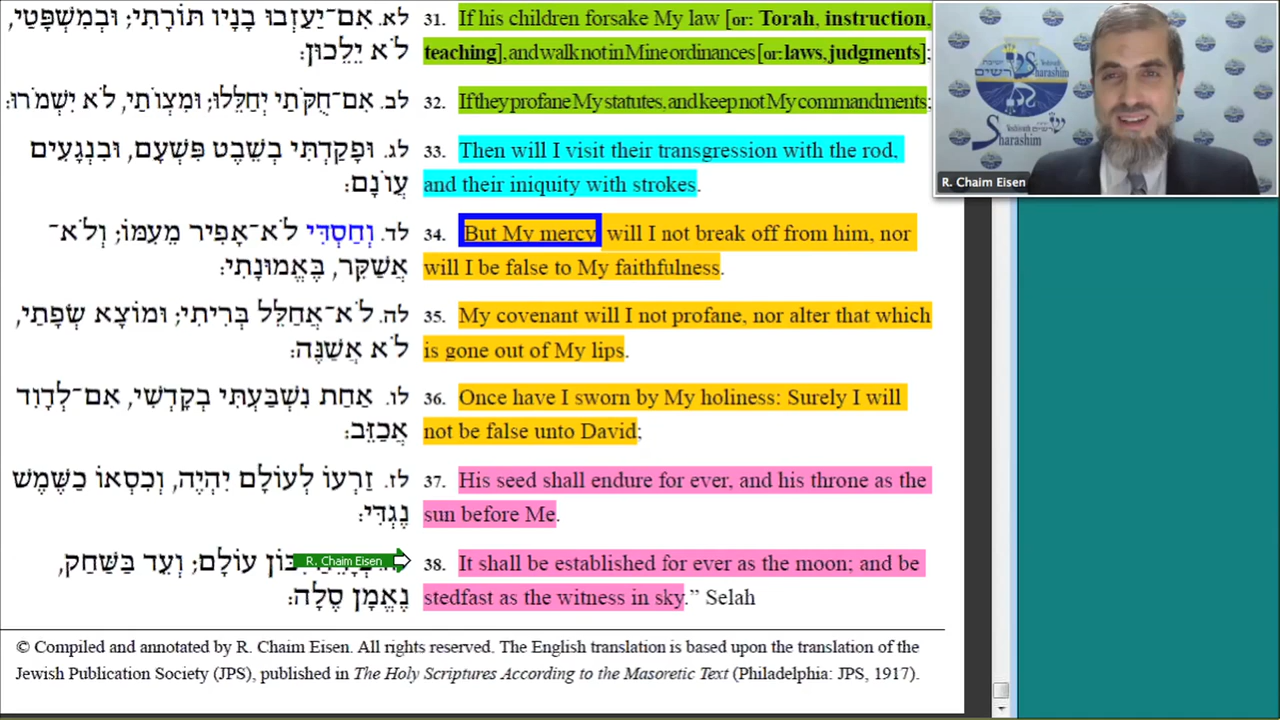 לא. אִם־יַעַזְבוּ בָנָיו תּוֹרָתִי; וּבְמִשְׁפָּטַי,
לֹא יֵלֵכוּן:
31. If his children forsake My law [or: Torah, instruction,
teaching], and walk not in Mine ordinances [or: laws, judgments];
לב. אִם־חֻקֹּתַי יְחַלֵּלוּ; וּמִצְוֹתַי, לֹא יִשְׁמֹרוּ:
32. If they profane My statutes, and keep not My commandments;
לג. וּפָקַדְתִּי בְשֵׁבֶט פִּשְׁעָם, וּבִנְגָעִים
עֲוֹנָם:
33. Then will I visit their transgression with the rod,
and their iniquity with strokes.
לד. וְחַסְדִּי לֹא־אָפִיר מֵעִמּוֹ; וְלֹא־
אֲשַׁקֵּר, בֶּאֱמוּנָתִי:
34. But My mercy will I not break off from him, nor
will I be false to My faithfulness.
לה. לֹא־אֲחַלֵּל בְּרִיתִי; וּמוֹצָא שְׂפָתַי,
לֹא אֲשַׁנֶּה:
35. My covenant will I not profane, nor alter that which
is gone out of My lips.
לו. אַחַת נִשְׁבַּעְתִּי בְקָדְשִׁי, אִם־לְדָוִד
אֲכַזֵּב:
36. Once have I sworn by My holiness: Surely I will
not be false unto David;
לז. זַרְעוֹ לְעוֹלָם יִהְיֶה, וְכִסְאוֹ כַשֶּׁמֶשׁ
נֶגְדִּי:
37. His seed shall endure for ever, and his throne as the
sun before Me.
עוֹלָם; וְעֵד בַּשַּׁחַק,
נֶאֱמָן סֶלָה:
R. Chaim Eisen
38. It shall be established for ever as the moon; and be
stedfast as the witness in sky.” Selah
© Compiled and annotated by R. Chaim Eisen. All rights reserved. The English translation is based upon the translation of the
Jewish Publication Society (JPS), published in The Holy Scriptures According to the Masoretic Text (Philadelphia: JPS, 1917).
ישיבת
שרשים
Yeshivath
Sharashim
Yeshivath
Sharashim
R. Chaim Eisen